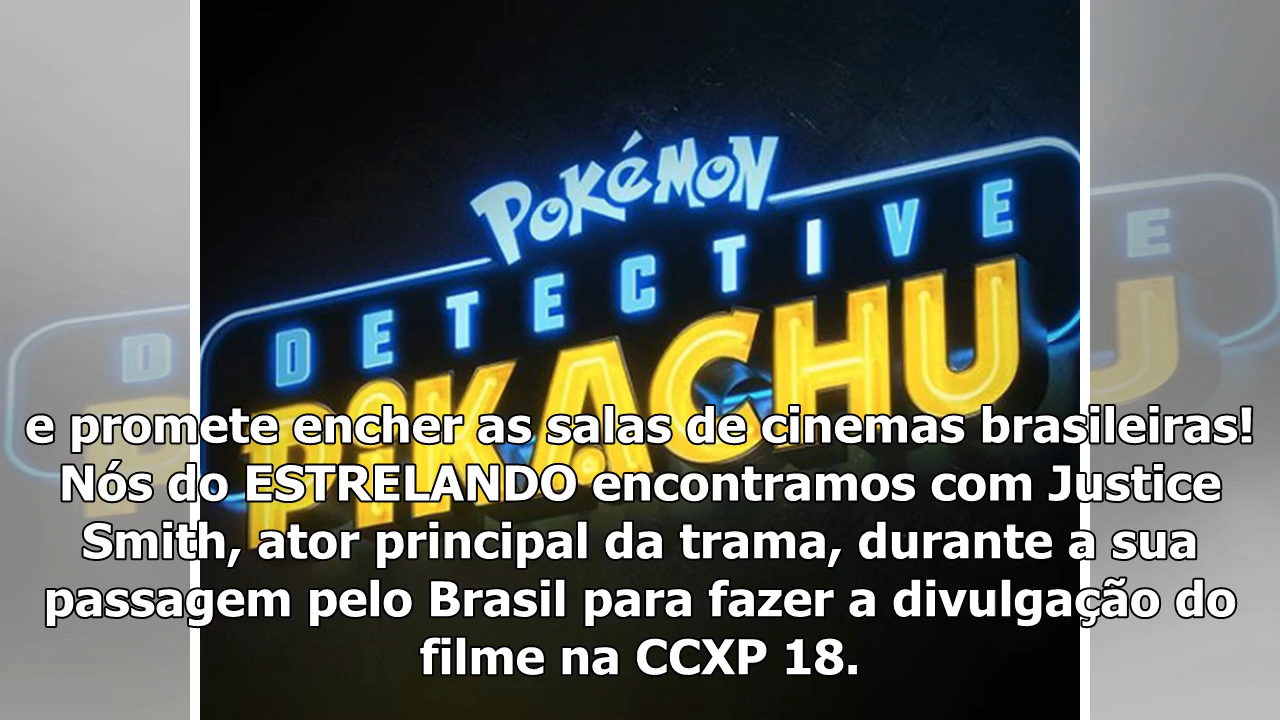 POKéMON
DETECTIVE
PiKACHU
e promete encher as salas de cinemas brasileiras!
Nós do ESTRELANDO encontramos com Justice
Smith, ator principal da trama, durante a sua
passagem pelo Brasil para fazer a divulgação do
filme na CCXP 18.